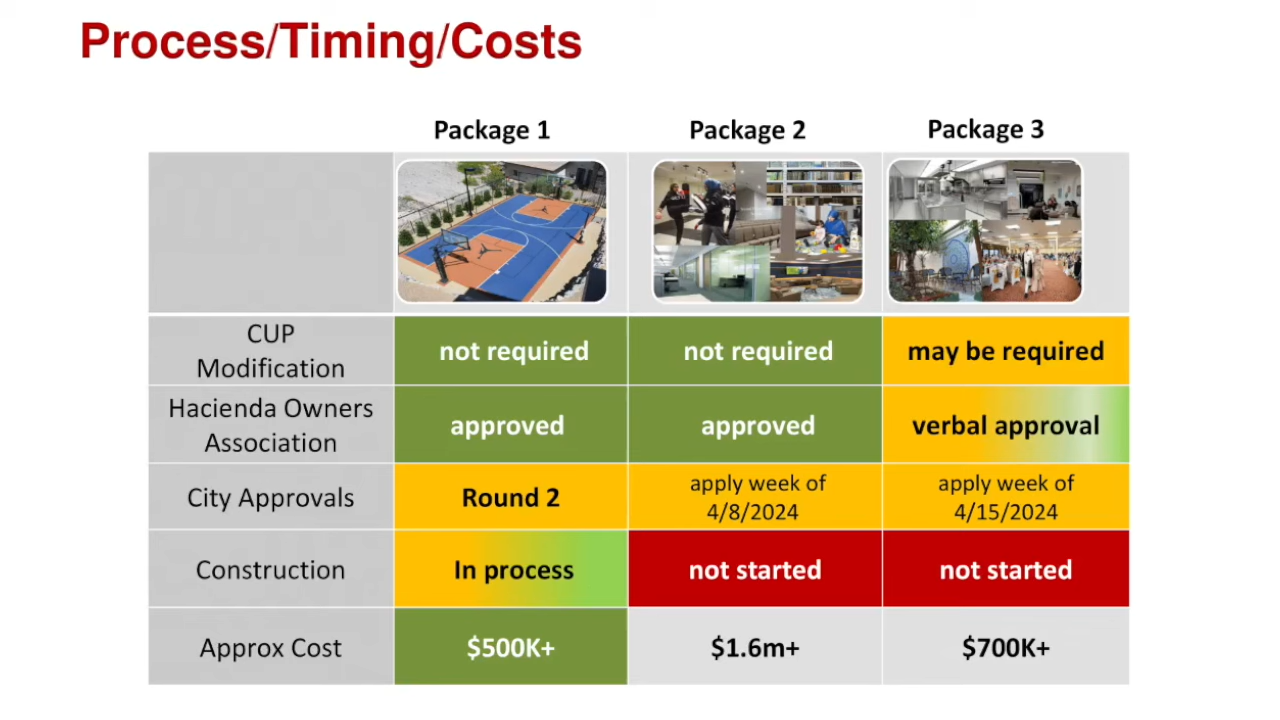 Process/Timing/Costs
Package 1
Package 2
Package 3
CUP
Modification
not required
not required
may be required
Hacienda Owners
Association
approved
approved
verbal approval
City Approvals
Round 2
apply week of
4/8/2024
apply week of
4/15/2024
Construction
In process
not started
not started
Approx Cost
$500K+
$1.6m+
$700K+